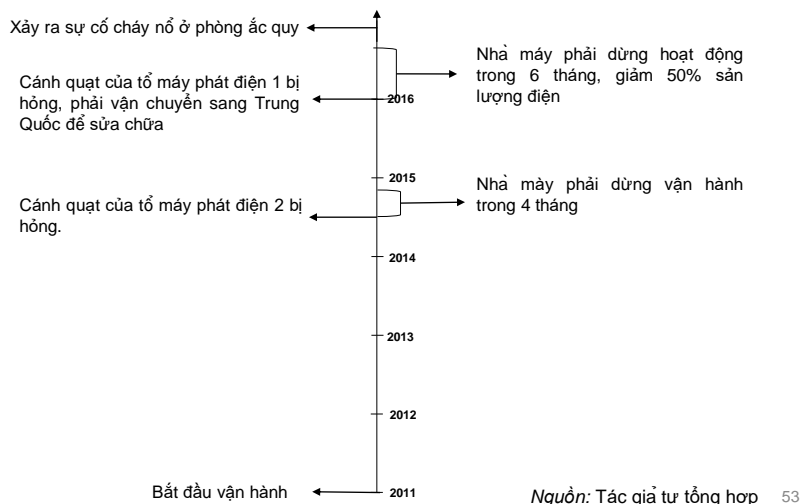 Xảy ra sự cố cháy nổ ở phòng ắc quy
Nhà máy phải dừng hoạt động
trong 6 tháng, giảm 50% sản
lượng điện
Cánh quạt của tổ máy phát điện 1 bị
hỏng, phải vận chuyển sang Trung
Quốc để sửa chữa
2016
2015
Nhà mày phải dừng vận hành
trong 4 tháng
Cánh quạt của tổ máy phát điện 2 bị
hỏng.
2014
2013
2012
Bắt đầu vận hành
2011
Nguồn: Tác giả tự tổng hợp
53